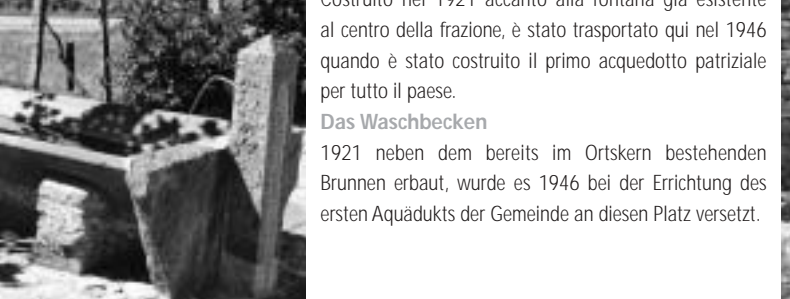 Costruito nel 1921 accanto alla fontana già esistente
al centro della frazione, è stato trasportato qui nel 1946
quando è stato costruito il primo acquedotto patriziale
per tutto il paese.
Das Waschbecken
1921 neben dem bereits im Ortskern bestehenden
Brunnen erbaut, wurde es 1946 bei der Errichtung des
ersten Aquädukts der Gemeinde an diesen Platz versetzt.